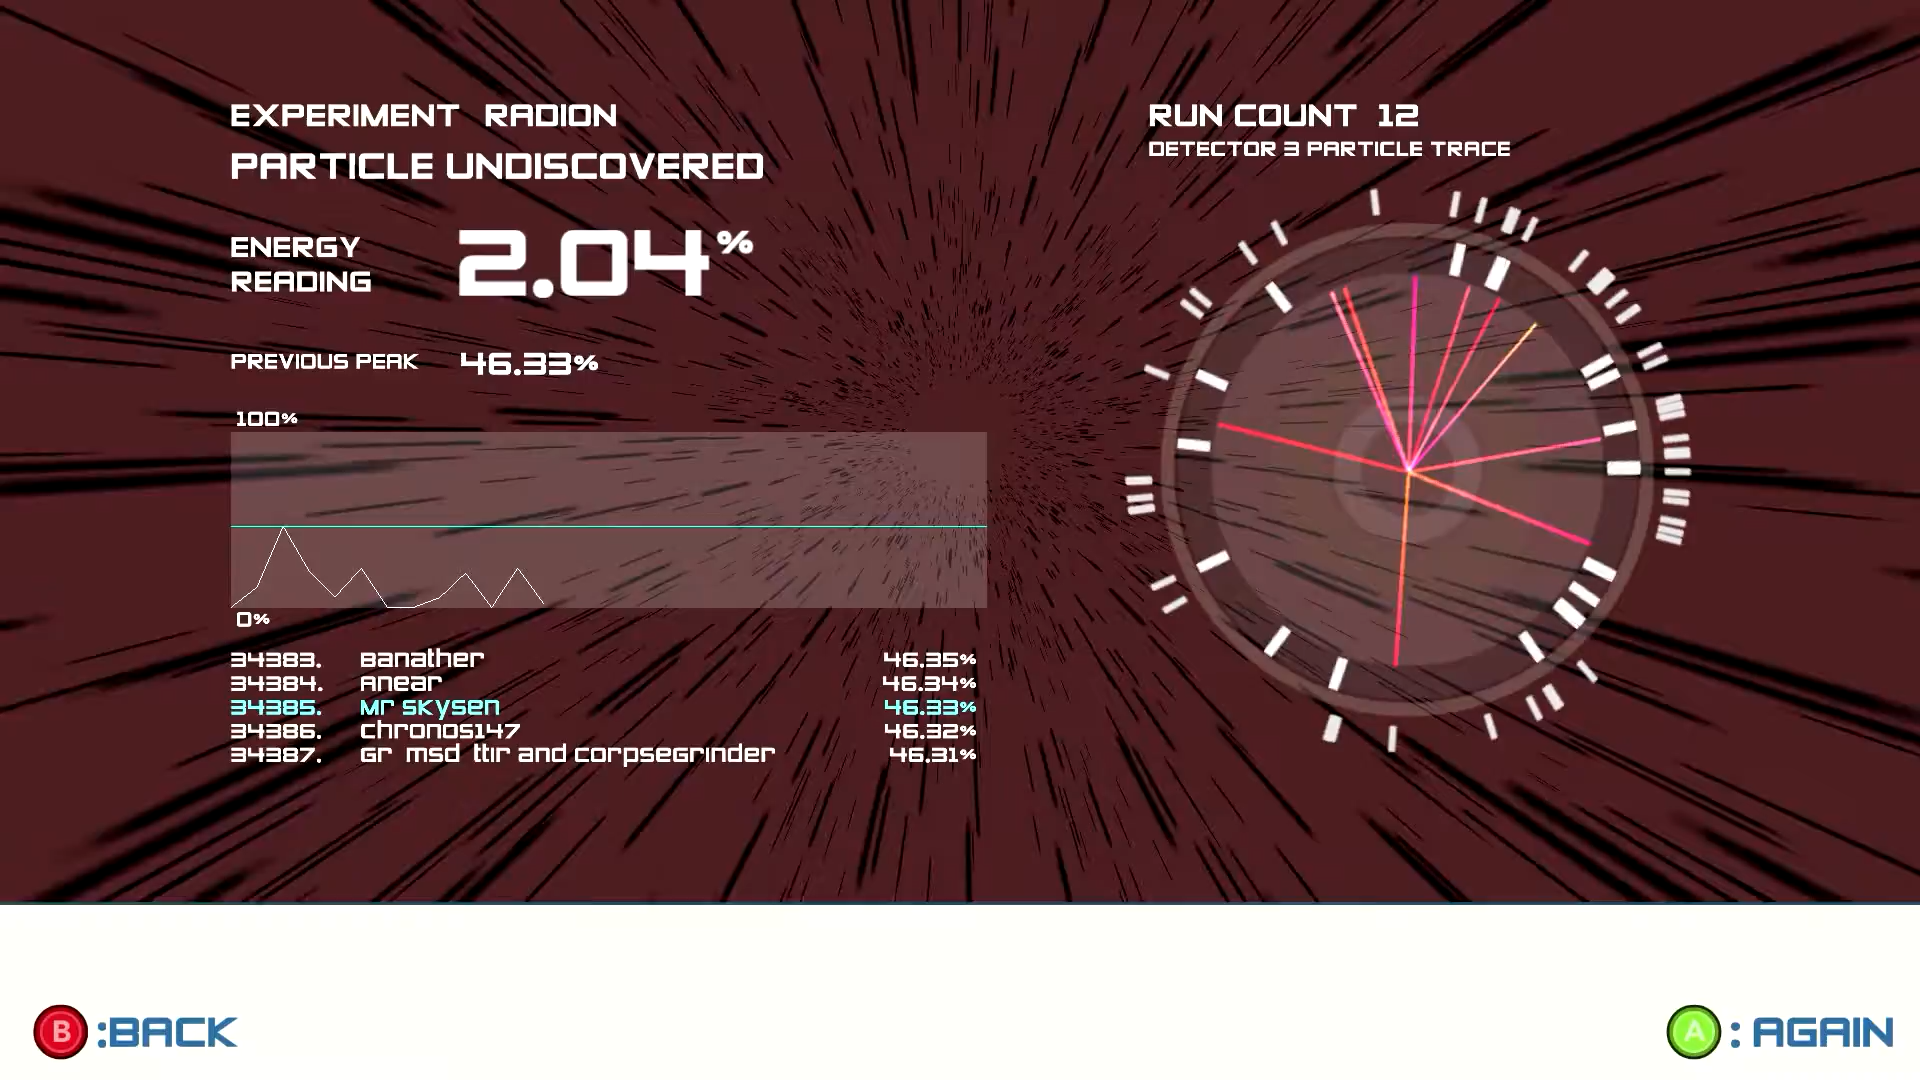 EXPERIMENT RADION
PARTICLE UNDISCOVERED
ENERGY READING 2.04%
PREVIOUS PEAK 46.33%
100%
0%
34383. Banather 46.35%
34384. Anear 46.34%
34385. Mr Skysen 46.33%
34386. chronos147 46.32%
34387. Gr msd ttir and corpseGrinder 46.31%
RUN COUNT 12
DETECTOR 3 PARTICLE TRACE
B :BACK
A : AGAIN